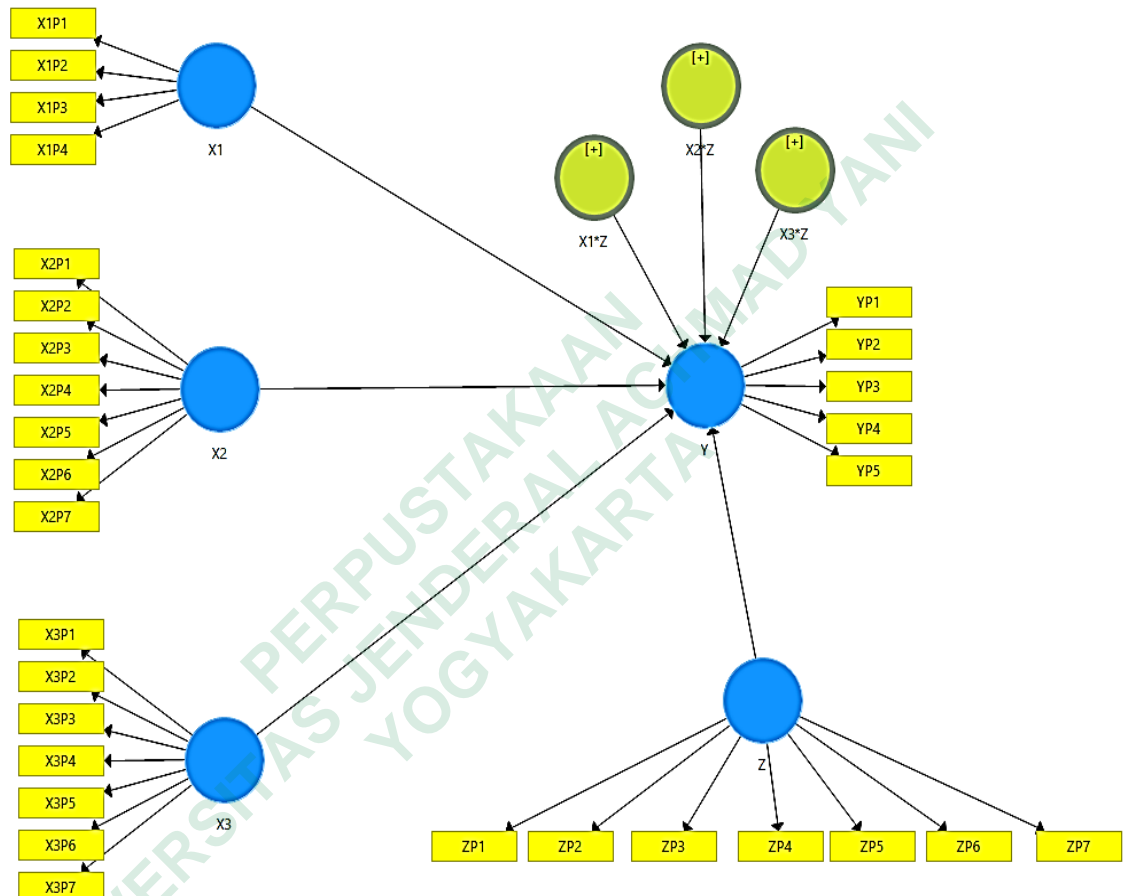 X1P1
X1P2
X1P3
X1P4
X1
[+]
X2*Z
[+]
X1*Z
[+]
X3*Z
X2P1
X2P2
X2P3
X2P4
X2P5
X2P6
X2P7
X2
YP1
YP2
YP3
YP4
YP5
Y
X3P1
X3P2
X3P3
X3P4
X3P5
X3P6
X3P7
X3
Z
ZP1
ZP2
ZP3
ZP4
ZP5
ZP6
ZP7
PERPUSTAKAAN
VERSITAS JENDERAL ACHMAD YANI
YOGYAKARTA